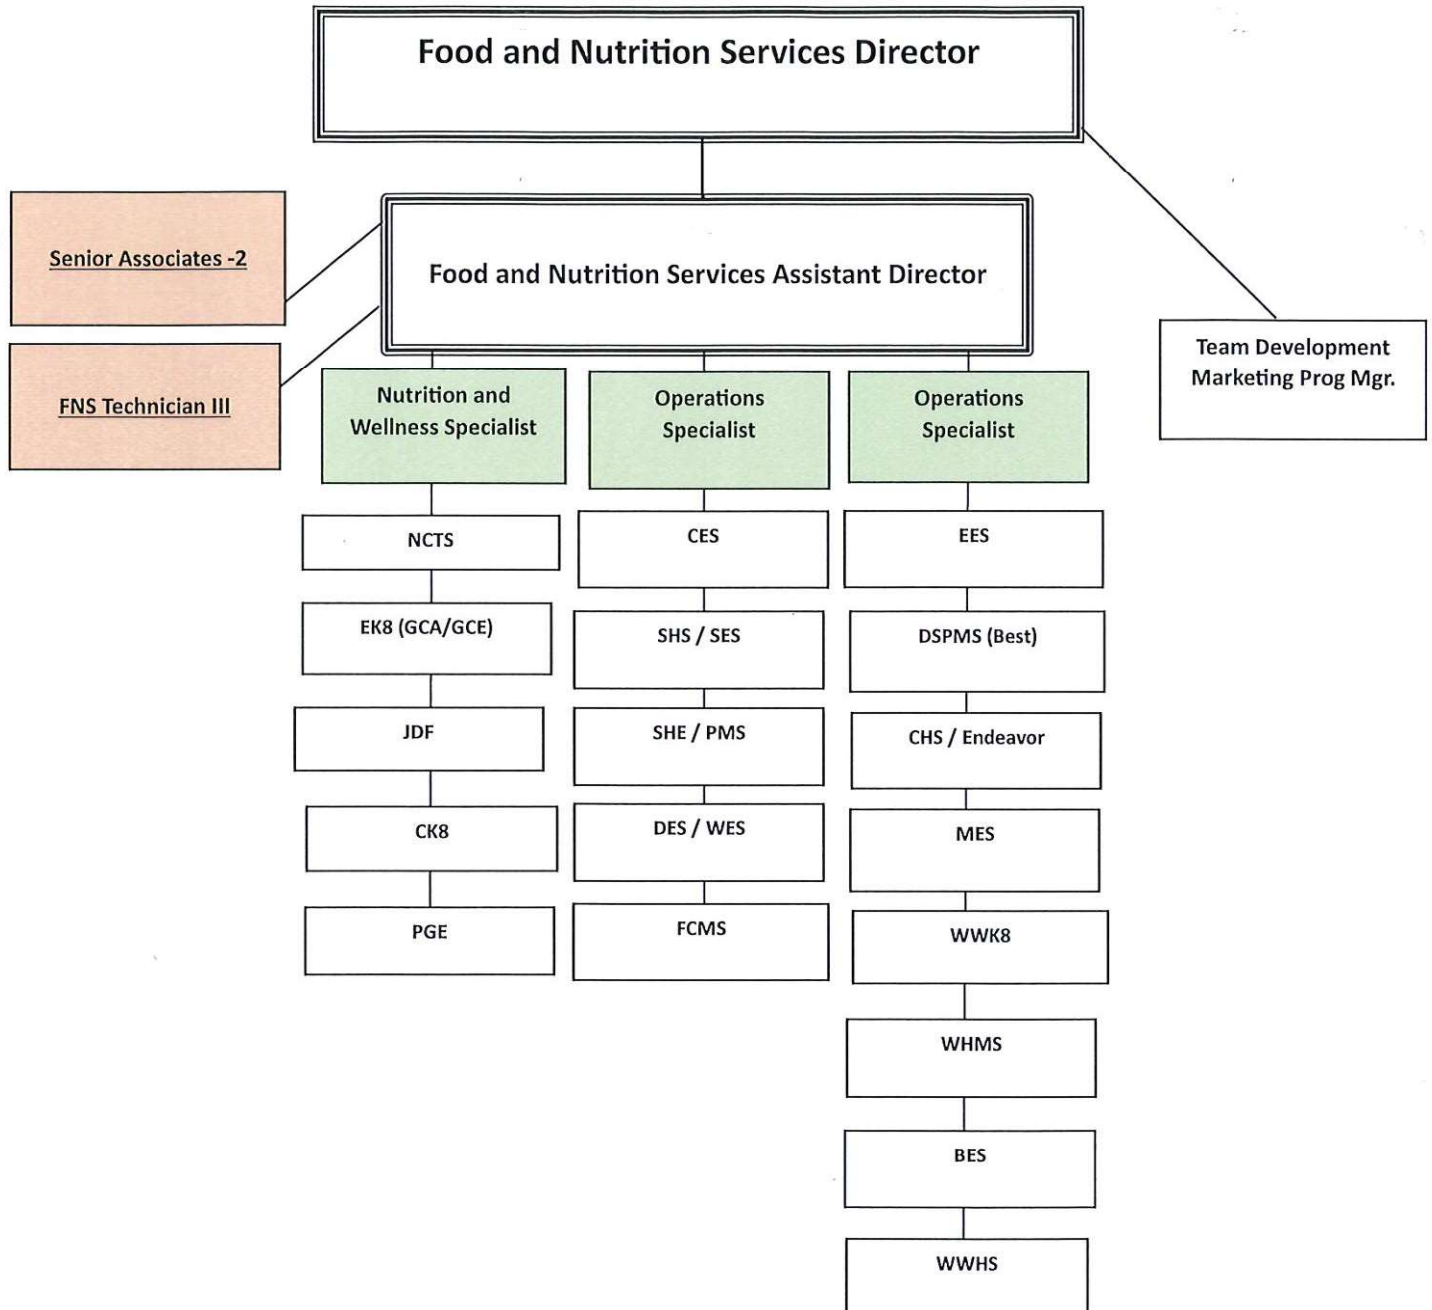 Food and Nutrition Services Director
Food and Nutrition Services Assistant Director
Senior Associates -2
FNS Technician III
Team Development
Marketing Prog Mgr.
Nutrition and
Wellness Specialist
NCTS
EK8 (GCA/GCE)
JDF
CK8
PGE
Operations
Specialist
CES
SHS / SES
SHE / PMS
DES / WES
FCMS
Operations
Specialist
EES
DSPMS (Best)
CHS / Endeavor
MES
WWK8
WHMS
BES
WWHS